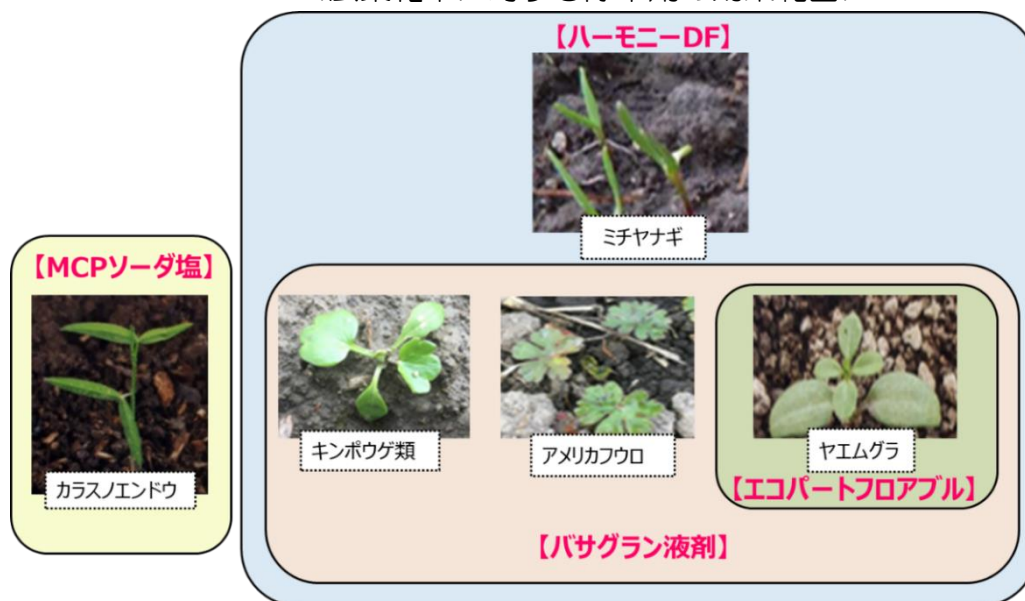 【ハーモニーDF】
ミチヤナギ
【MCPソーダ塩】
カラスノエンドウ
キンポウゲ類
アメリカフウロ
ヤエムグラ
【エコパートフロアブル】
【バサグラン液剤】